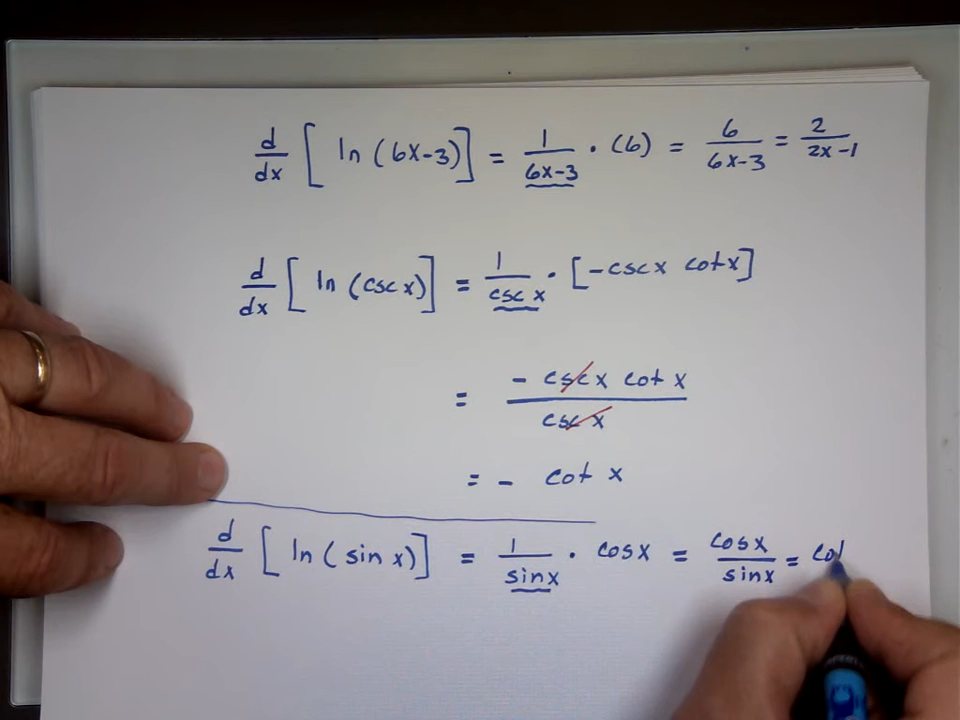 d/dx [ ln (6x-3) ] = 1/(6x-3) · (6) = 6/(6x-3) = 2/(2x-1)
d/dx [ ln (csc x) ] = 1/(csc x) · [-csc x cot x]
= (- csc x cot x)/(csc x)
= - cot x
d/dx [ ln (sin x) ] = 1/(sin x) · cos x = cos x/sin x = cot